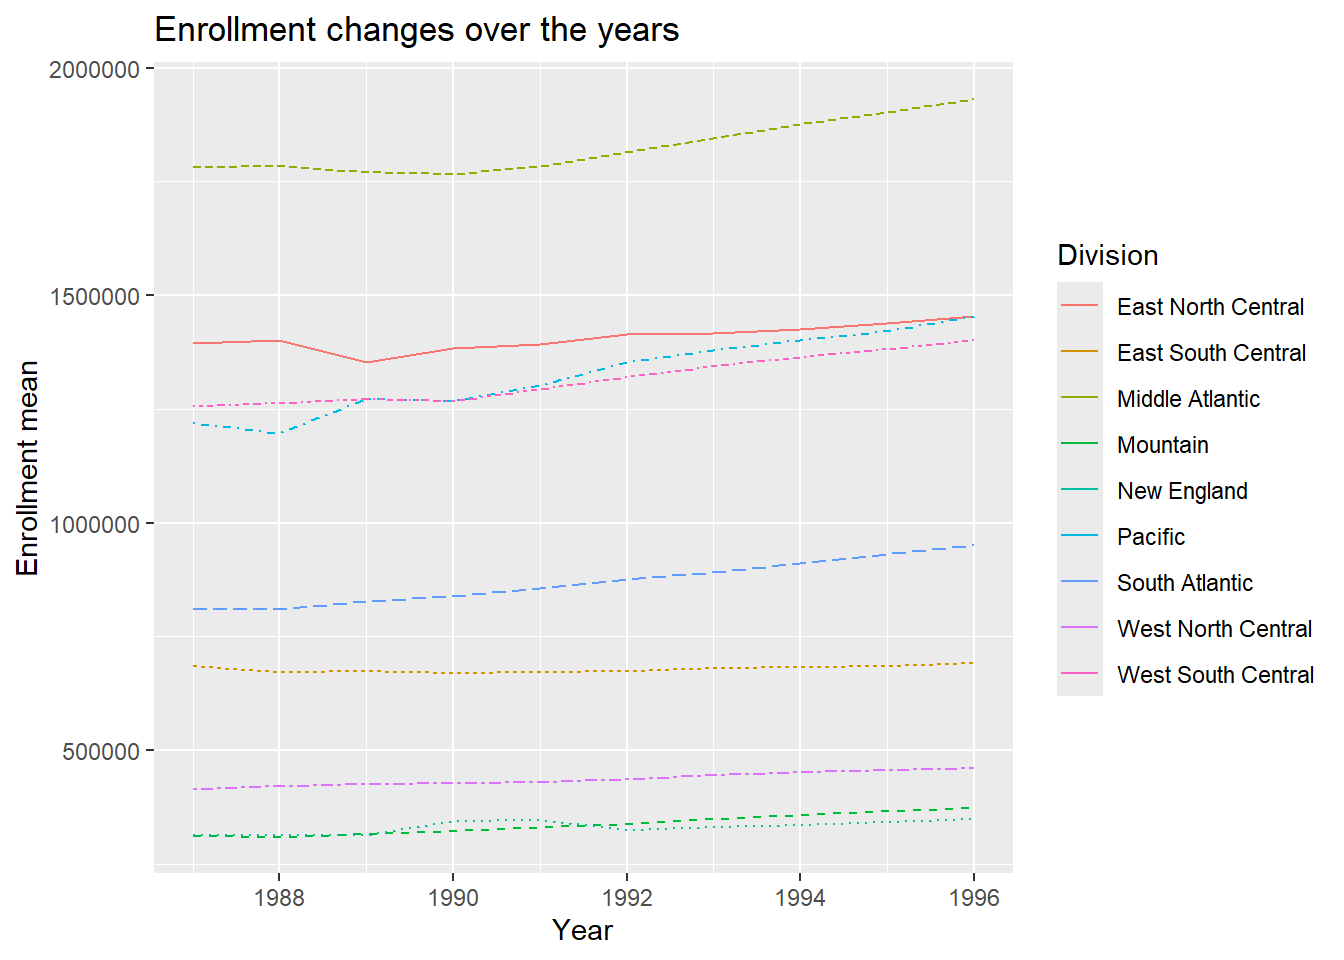 Enrollment changes over the years
2000000
1500000
1000000
500000
Enrollment mean
1988 1990 1992 1994 1996
Year
Division
East North Central
East South Central
Middle Atlantic
Mountain
New England
Pacific
South Atlantic
West North Central
West South Central